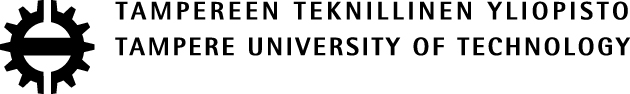 TAMPEREEN TEKNILLINEN YLIOPISTO
TAMPERE UNIVERSITY OF TECHNOLOGY